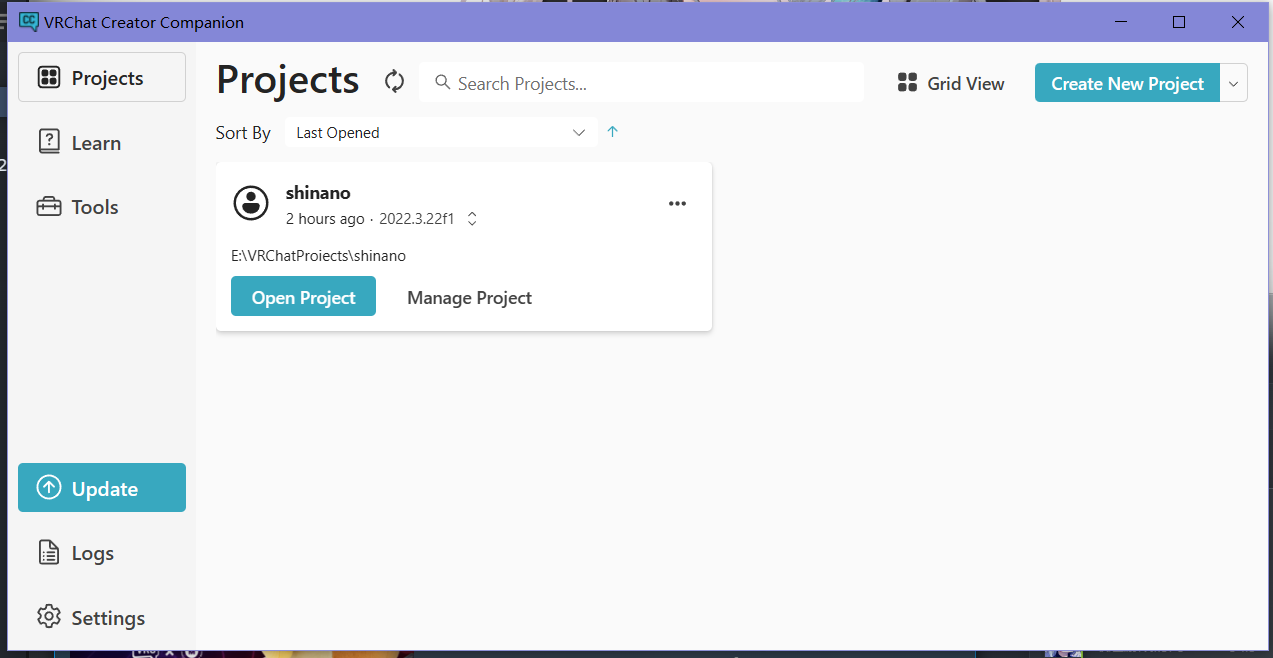 VRChat Creator Companion
Projects
Learn
Tools
Update
Logs
Settings
Projects
Search Projects...
Grid View
Create New Project
Sort By
Last Opened
shinano
2 hours ago · 2022.3.22f1
E:\VRChatProjects\shinano
Open Project
Manage Project